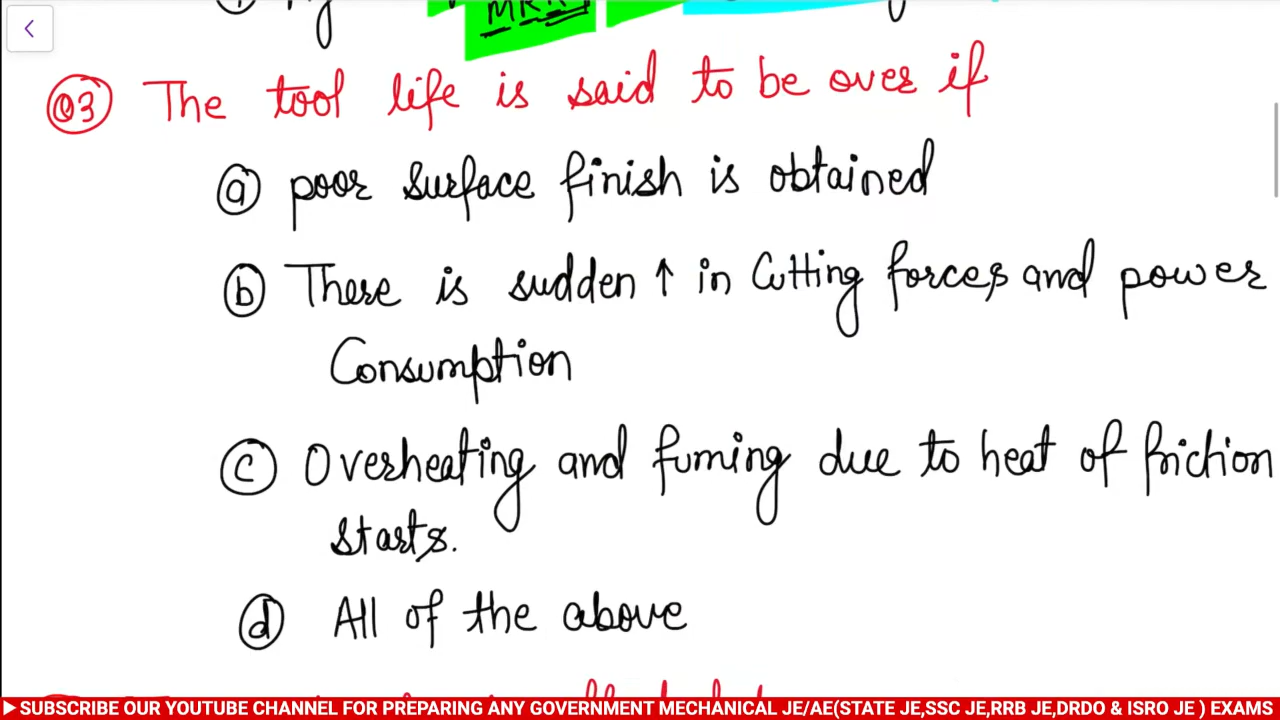 MRR
Q3 The tool life is said to be over if
a poor surface finish is obtained
b There is sudden ↑ in Cutting forces and power
Consumption
c Overheating and fuming due to heat of friction
starts.
d All of the above
▶ SUBSCRIBE OUR YOUTUBE CHANNEL FOR PREPARING ANY GOVERNMENT MECHANICAL JE/AE(STATE JE,SSC JE,RRB JE,DRDO & ISRO JE ) EXAMS